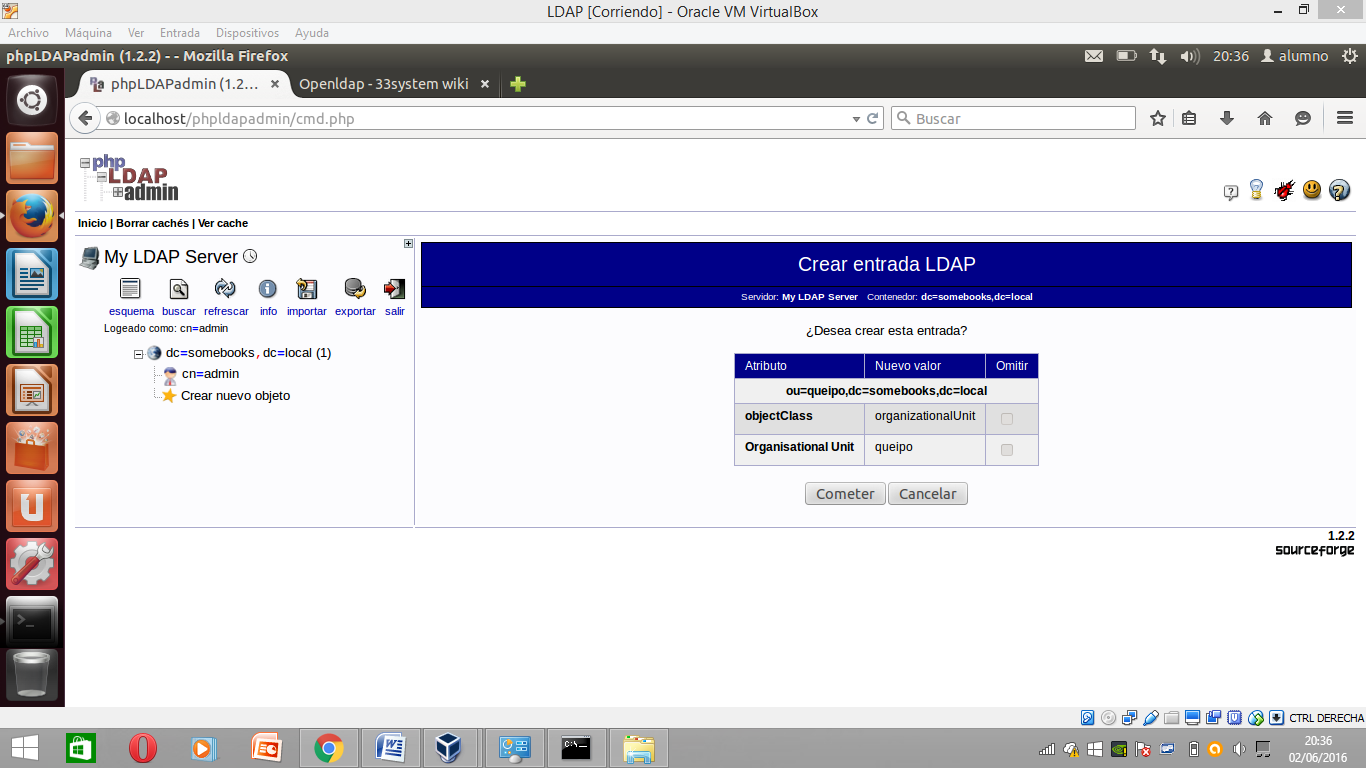 LDAP [Corriendo] - Oracle VM VirtualBox
Archivo Máquina Ver Entrada Dispositivos Ayuda
phpLDAPadmin (1.2.2) - - Mozilla Firefox
20:36 alumno
phpLDAPadmin (1.2... Openldap - 33system wiki
localhost/phpldapadmin/cmd.php
Buscar
php
LDAP
admin
Inicio | Borrar cachés | Ver cache
My LDAP Server
esquema buscar refrescar info importar exportar salir
Logeado como: cn=admin
dc=somebooks,dc=local (1)
cn=admin
Crear nuevo objeto
Crear entrada LDAP
Servidor: My LDAP Server Contenedor: dc=somebooks,dc=local
¿Desea crear esta entrada?
Atributo Nuevo valor Omitir
ou=queipo,dc=somebooks,dc=local
objectClass organizationalUnit
Organisational Unit queipo
Cometer Cancelar
1.2.2
sourceforge
CTRL DERECHA
20:36
02/06/2016